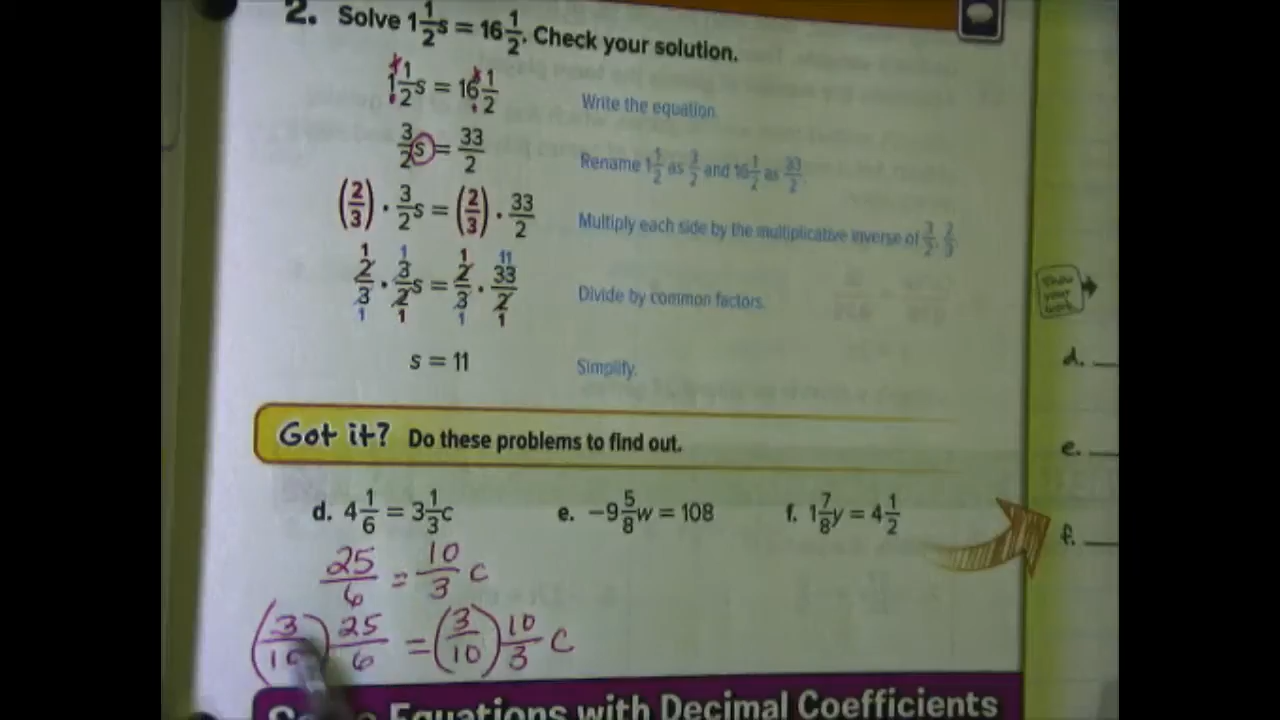 2. Solve 1 1/2 s = 16 1/2. Check your solution.
1 1/2 s = 16 1/2 Write the equation.
3/2 s = 33/2 Rename 1 1/2 as 3/2 and 16 1/2 as 33/2.
(2/3) · 3/2 s = (2/3) · 33/2 Multiply each side by the multiplicative inverse of 3/2, 2/3
1 1 1 11
2/3 · 3/2 s = 2/3 · 33/2 Divide by common factors.
1 1 1 1
s = 11 Simplify.
Got it? Do these problems to find out.
d. 4 1/6 = 3 1/3 c e. −9 5/8 w = 108 f. 1 7/8 y = 4 1/2
25/6 = 10/3 c
(3/10) 25/6 = (3/10) 10/3 c
Equations with Decimal Coefficients
Show
your
work.
d.
e.
f.